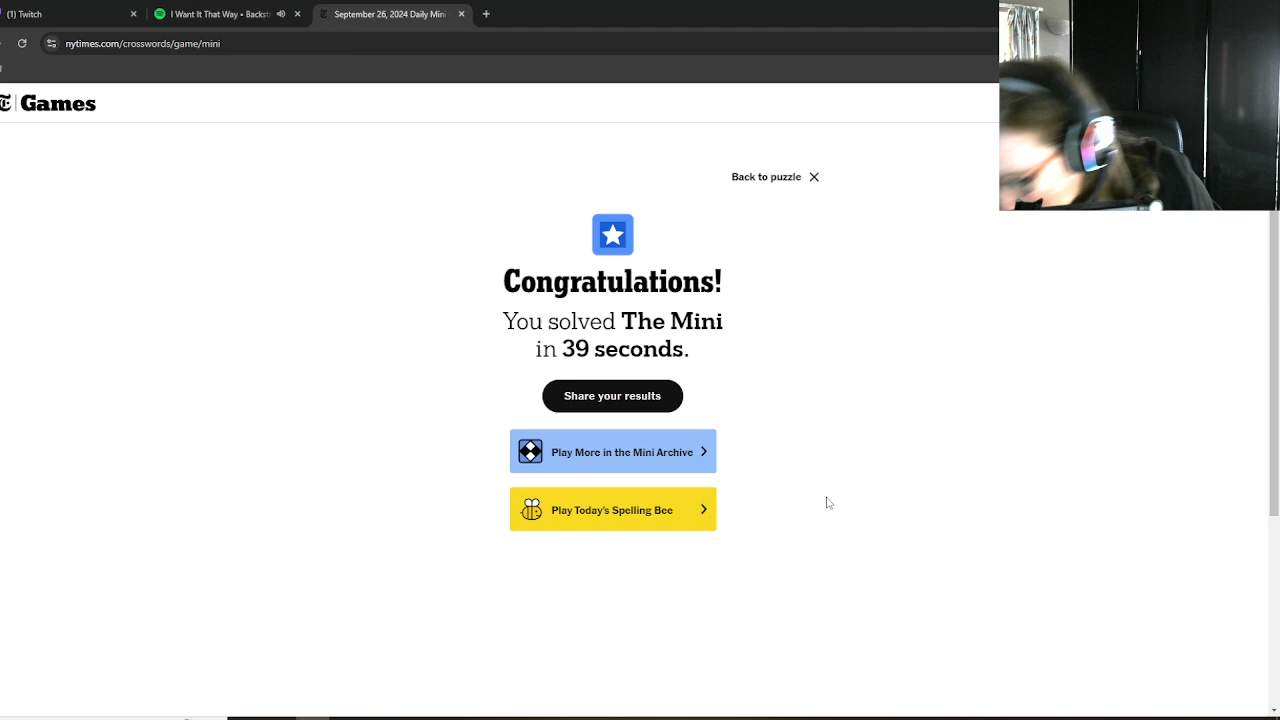 (1) Twitch
I Want It That Way • Backst
September 26, 2024 Daily Mini
nytimes.com/crosswords/game/mini
Games
Back to puzzle
Congratulations!
You solved The Mini
in 39 seconds.
Share your results
Play More in the Mini Archive
Play Today's Spelling Bee